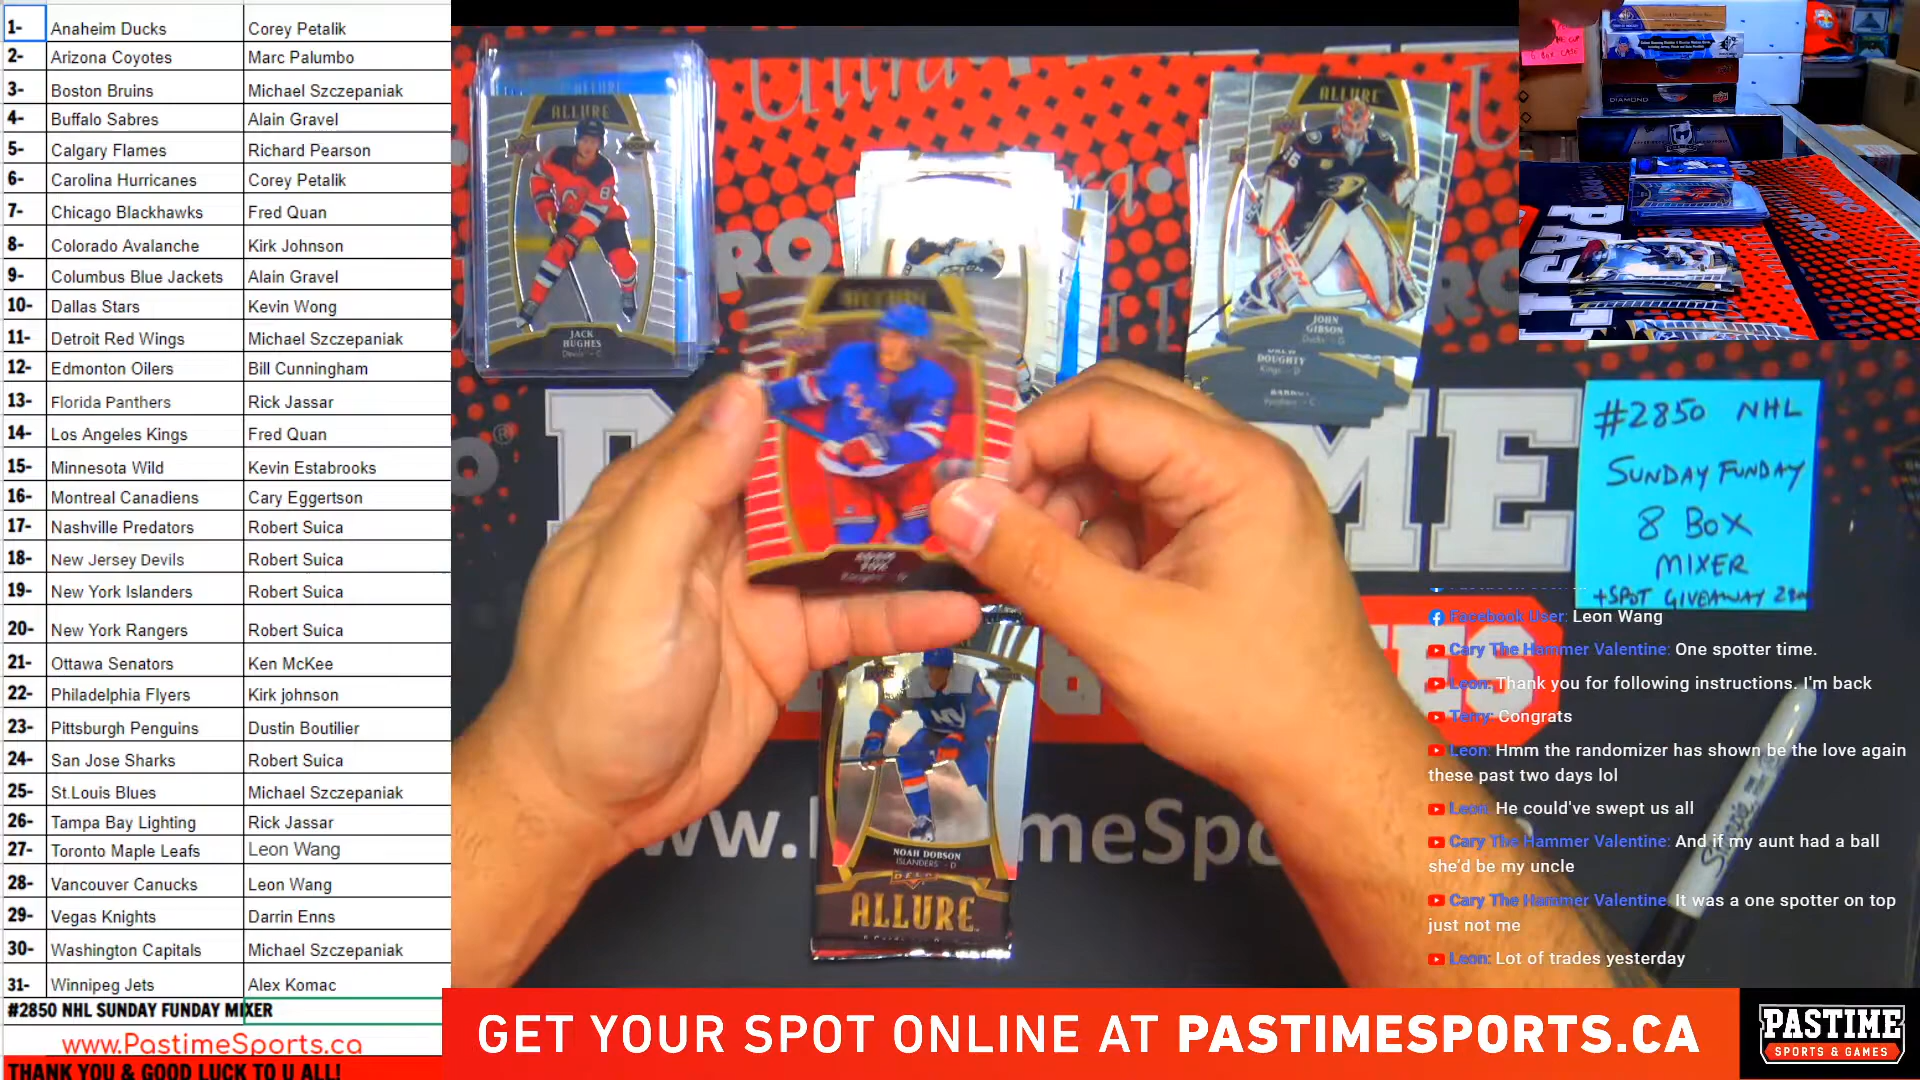 1- Anaheim Ducks Corey Petalik
2- Arizona Coyotes Marc Palumbo
3- Boston Bruins Michael Szczepaniak
4- Buffalo Sabres Alain Gravel
5- Calgary Flames Richard Pearson
6- Carolina Hurricanes Corey Petalik
7- Chicago Blackhawks Fred Quan
8- Colorado Avalanche Kirk Johnson
9- Columbus Blue Jackets Alain Gravel
10- Dallas Stars Kevin Wong
11- Detroit Red Wings Michael Szczepaniak
12- Edmonton Oilers Bill Cunningham
13- Florida Panthers Rick Jassar
14- Los Angeles Kings Fred Quan
15- Minnesota Wild Kevin Estabrooks
16- Montreal Canadiens Cary Eggertson
17- Nashville Predators Robert Suica
18- New Jersey Devils Robert Suica
19- New York Islanders Robert Suica
20- New York Rangers Robert Suica
21- Ottawa Senators Ken McKee
22- Philadelphia Flyers Kirk johnson
23- Pittsburgh Penguins Dustin Boutilier
24- San Jose Sharks Robert Suica
25- St.Louis Blues Michael Szczepaniak
26- Tampa Bay Lighting Rick Jassar
27- Toronto Maple Leafs Leon Wang
28- Vancouver Canucks Leon Wang
29- Vegas Knights Darrin Enns
30- Washington Capitals Michael Szczepaniak
31- Winnipeg Jets Alex Komac
#2850 NHL SUNDAY FUNDAY MIXER
www.PastimeSports.ca
THANK YOU & GOOD LUCK TO U ALL!
ALLURE
JACK
HUGHES
Devils - C
ALLURE
JOHN
GIBSON
Ducks - G
DOUGHTY
Kings - D
ADAM
FOX
Rangers - D
NOAH DOBSON
ISLANDERS - D
ALLURE
DIAMOND
#2850 NHL
SUNDAY FUNDAY
8 BOX
MIXER
+SPOT GIVEAWAY
Facebook User: Leon Wang
Cary The Hammer Valentine: One spotter time.
Leon: Thank you for following instructions. I'm back
Terry: Congrats
Leon: Hmm the randomizer has shown be the love again
these past two days lol
Leon: He could've swept us all
Cary The Hammer Valentine: And if my aunt had a ball
she'd be my uncle
Cary The Hammer Valentine: It was a one spotter on top
just not me
Leon: Lot of trades yesterday
Sharpie
GET YOUR SPOT ONLINE AT PASTIMESPORTS.CA
PASTIME
SPORTS & GAMES